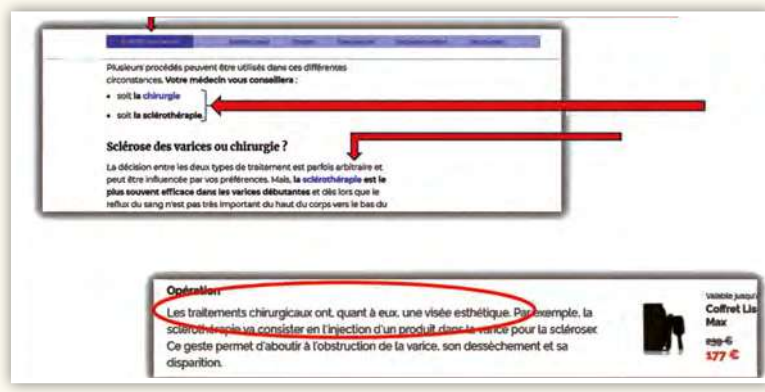 Plusieurs procédés peuvent être utilisés dans ces différentes
circonstances. Votre médecin vous conseillera :
• soit la chirurgie
• soit la sclérothérapie
Sclérose des varices ou chirurgie ?
La décision entre les deux types de traitement est parfois arbitraire et
peut être influencée par vos préférences. Mais, la sclérothérapie est le
plus souvent efficace dans les varices débutantes et dès lors que le
reflux du sang n'est pas très important du haut du corps vers le bas du
Opération
Les traitements chirurgicaux ont, quant à eux, une visée esthétique. Par exemple, la
sclérothérapie va consister en l'injection d'un produit dans la varice pour la scléroser.
Ce geste permet d'aboutir à l'obstruction de la varice, son dessèchement et sa
disparition.
Valable jusqu'
Coffret Lis
Max
239 €
177 €